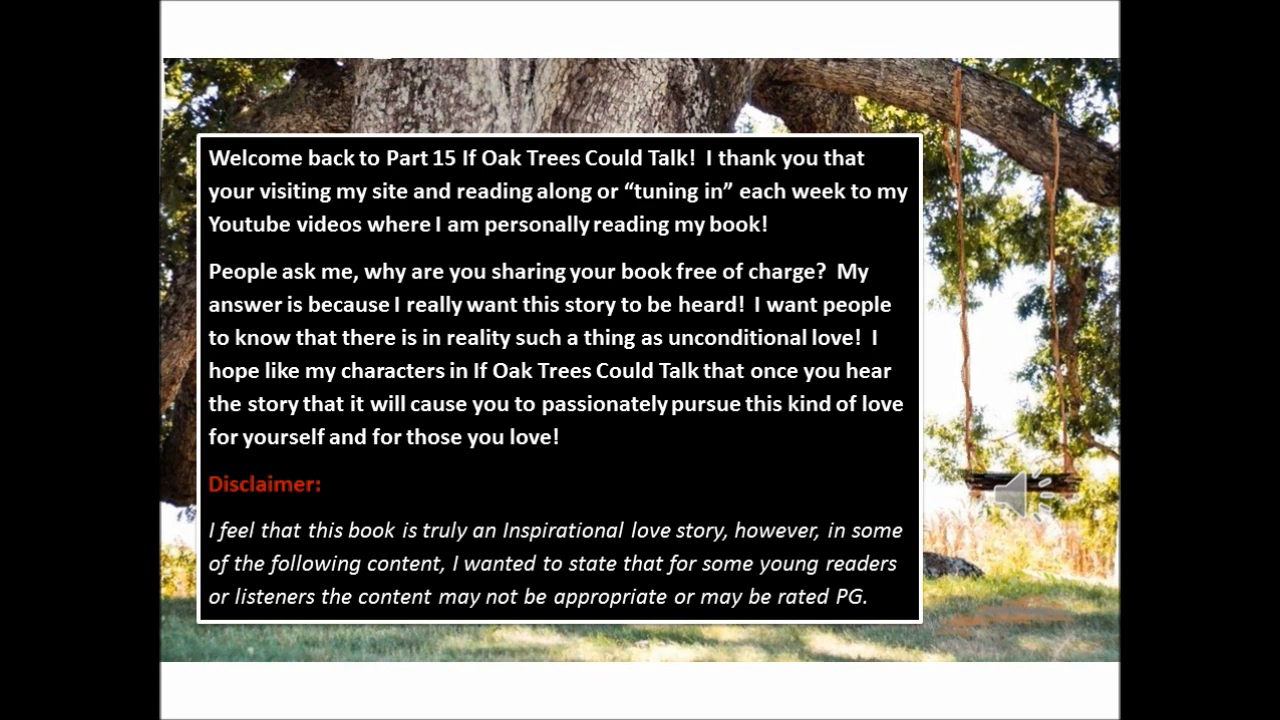 Welcome back to Part 15 If Oak Trees Could Talk! I thank you that
your visiting my site and reading along or “tuning in” each week to my
Youtube videos where I am personally reading my book!
People ask me, why are you sharing your book free of charge? My
answer is because I really want this story to be heard! I want people
to know that there is in reality such a thing as unconditional love! I
hope like my characters in If Oak Trees Could Talk that once you hear
the story that it will cause you to passionately pursue this kind of love
for yourself and for those you love!
Disclaimer:
I feel that this book is truly an Inspirational love story, however, in some
of the following content, I wanted to state that for some young readers
or listeners the content may not be appropriate or may be rated PG.